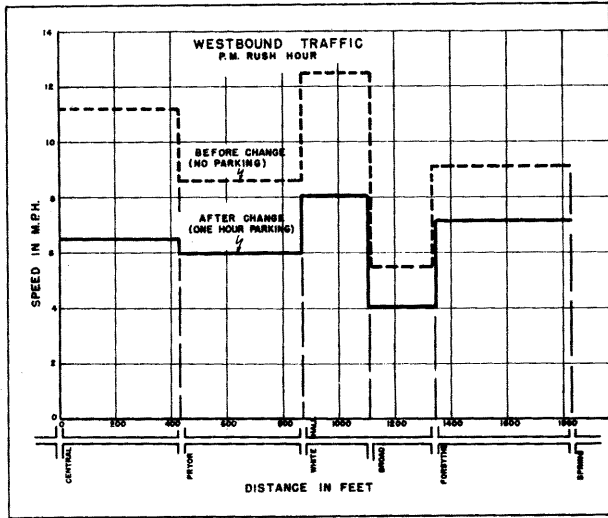 WESTBOUND TRAFFIC
P.M. RUSH HOUR
14
12
10
8
6
4
2
0
SPEED IN M.P.H.
BEFORE CHANGE
(NO PARKING)
AFTER CHANGE
(ONE HOUR PARKING)
0 200 400 600 800 1000 1200 1400 1600 1800
CENTRAL
PRYOR
WHITE HALL
BROAD
FORSYTHE
SPRING
DISTANCE IN FEET